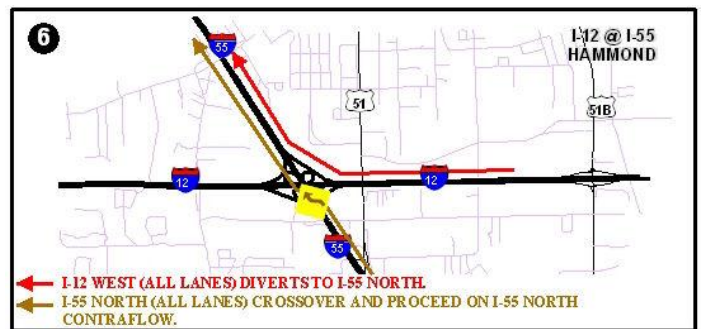 6
I-12 @ I-55
HAMMOND
55
51
51B
12
12
55
I-12 WEST (ALL LANES) DIVERTS TO I-55 NORTH.
I-55 NORTH (ALL LANES) CROSSOVER AND PROCEED ON I-55 NORTH
CONTRAFLOW.